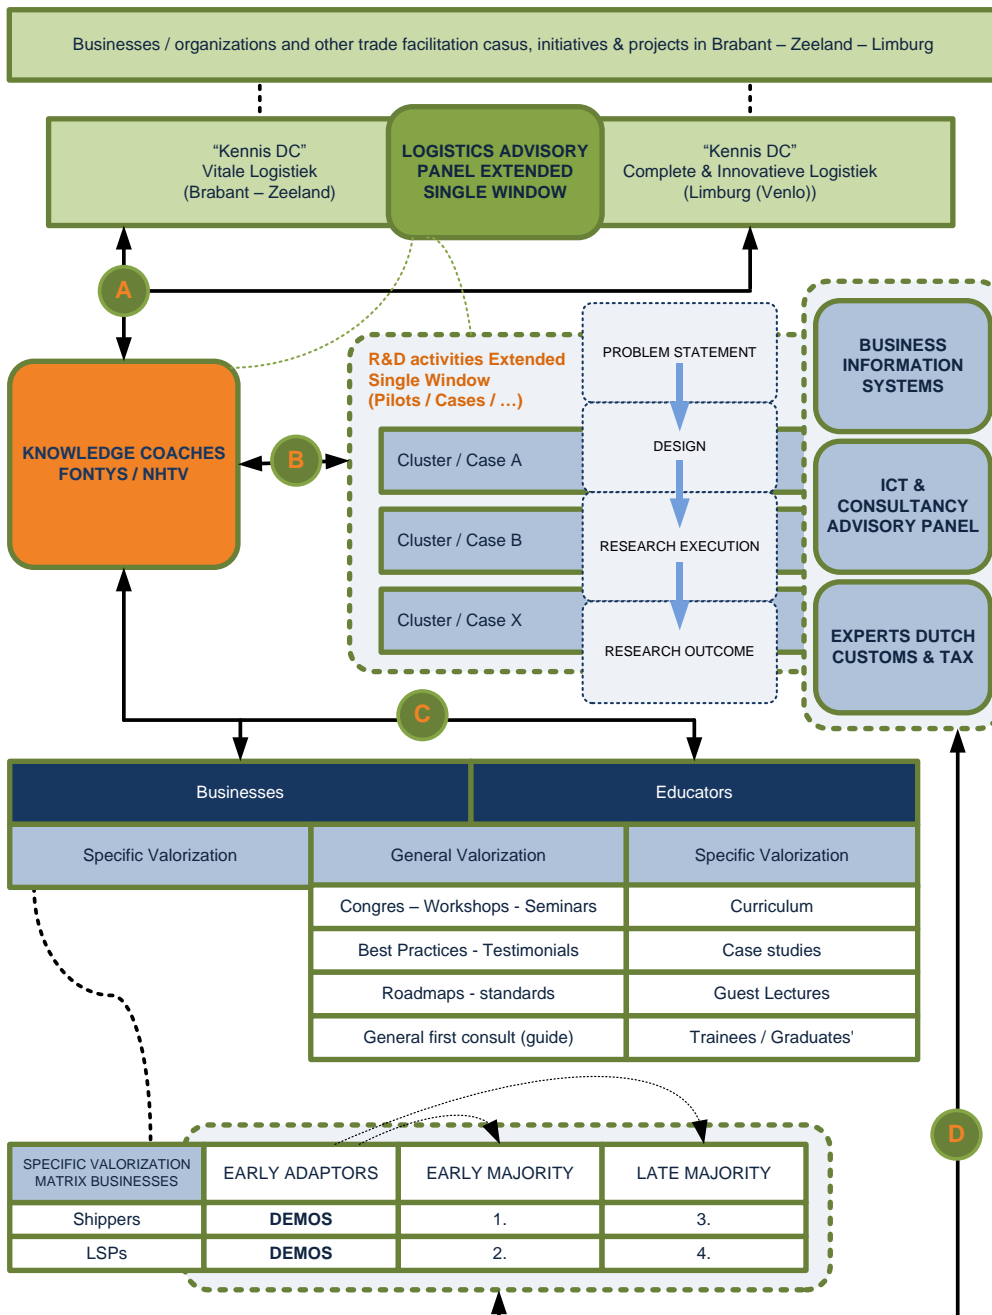 Businesses / organizations and other trade facilitation casus, initiatives & projects in Brabant – Zeeland – Limburg
“Kennis DC”
Vitale Logistiek
(Brabant – Zeeland)
LOGISTICS ADVISORY
PANEL EXTENDED
SINGLE WINDOW
“Kennis DC”
Complete & Innovatieve Logistiek
(Limburg (Venlo))
A
KNOWLEDGE COACHES
FONTYS / NHTV
B
R&D activities Extended
Single Window
(Pilots / Cases / …)
Cluster / Case A
Cluster / Case B
Cluster / Case X
PROBLEM STATEMENT
DESIGN
RESEARCH EXECUTION
RESEARCH OUTCOME
BUSINESS
INFORMATION
SYSTEMS
ICT &
CONSULTANCY
ADVISORY PANEL
EXPERTS DUTCH
CUSTOMS & TAX
C
Businesses
Educators
Specific Valorization
General Valorization
Specific Valorization
Congres – Workshops - Seminars
Curriculum
Best Practices - Testimonials
Case studies
Roadmaps - standards
Guest Lectures
General first consult (guide)
Trainees / Graduates'
D
SPECIFIC VALORIZATION
MATRIX BUSINESSES
EARLY ADAPTORS
EARLY MAJORITY
LATE MAJORITY
Shippers
DEMOS
1.
3.
LSPs
DEMOS
2.
4.